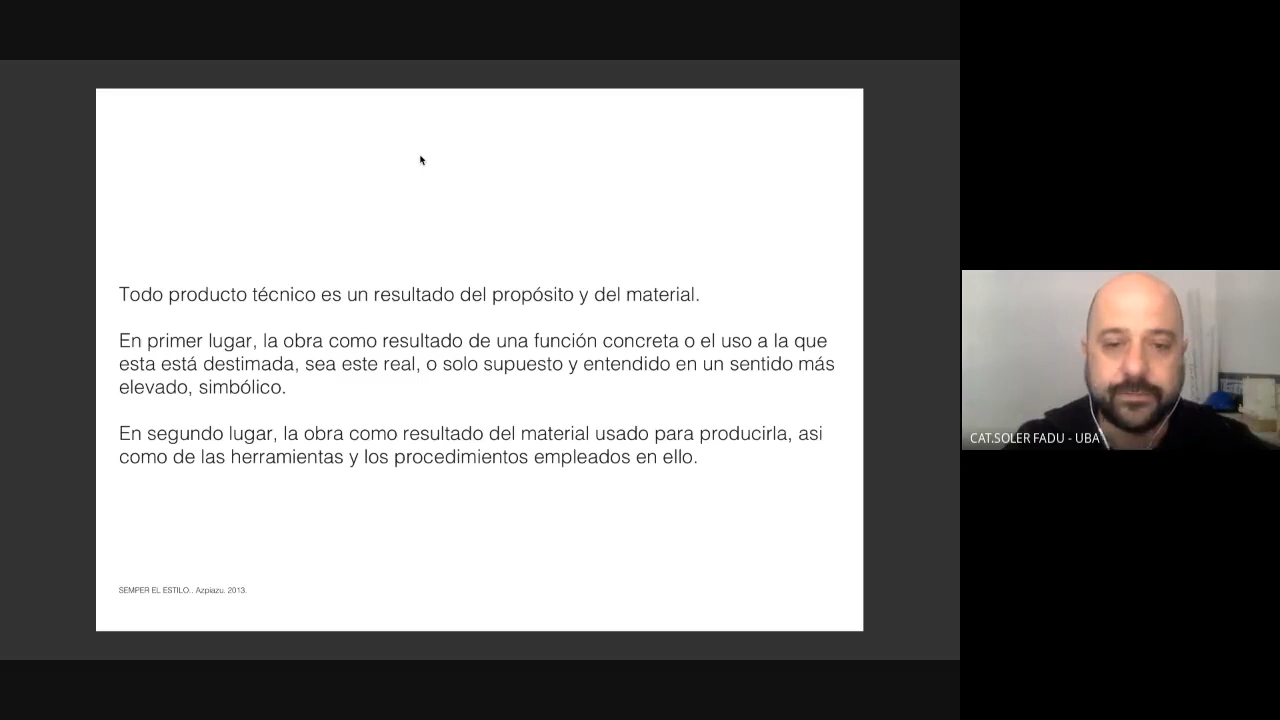 Todo producto técnico es un resultado del propósito y del material.
En primer lugar, la obra como resultado de una función concreta o el uso a la que
esta está destimada, sea este real, o solo supuesto y entendido en un sentido más
elevado, simbólico.
En segundo lugar, la obra como resultado del material usado para producirla, asi
como de las herramientas y los procedimientos empleados en ello.
SEMPER EL ESTILO.. Azpiazu. 2013.
CAT.SOLER FADU - UBA